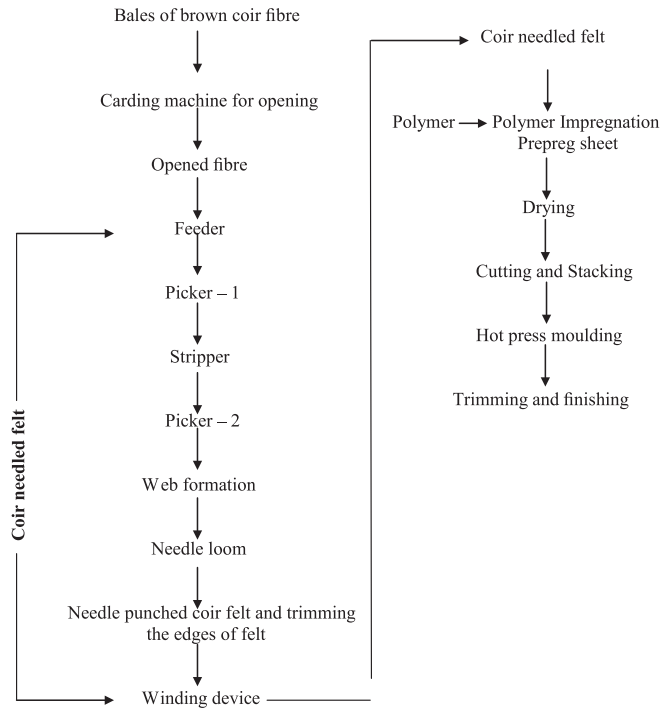 Bales of brown coir fibre
Carding machine for opening
Opened fibre
Feeder
Picker – 1
Stripper
Picker – 2
Web formation
Needle loom
Needle punched coir felt and trimming
the edges of felt
Winding device
Coir needled felt
Coir needled felt
Polymer
Polymer Impregnation
Prepreg sheet
Drying
Cutting and Stacking
Hot press moulding
Trimming and finishing